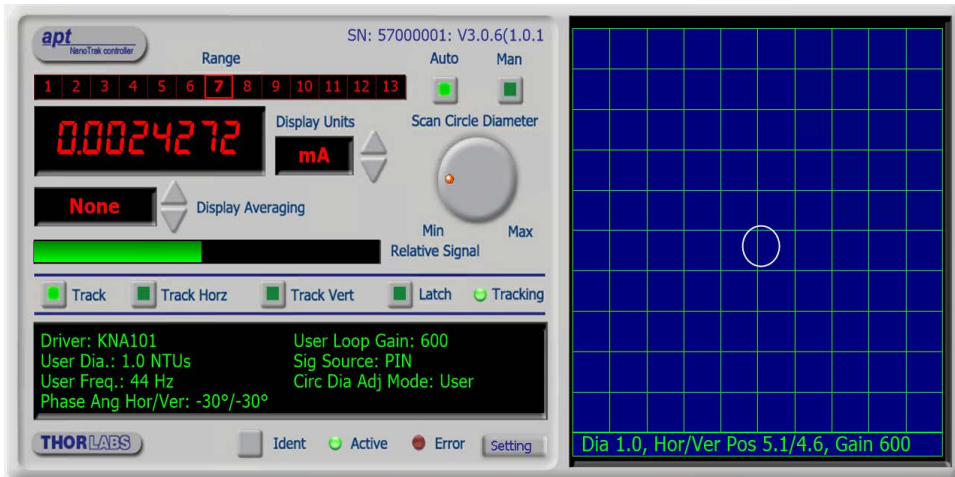 apt
NanoTrak controller
SN: 57000001: V3.0.6(1.0.1
Range
Auto Man
1 2 3 4 5 6 7 8 9 10 11 12 13
0.0024272
Display Units
mA
Scan Circle Diameter
None
Display Averaging
Min Max
Relative Signal
Track Track Horz Track Vert Latch Tracking
Driver: KNA101 User Loop Gain: 600
User Dia.: 1.0 NTUs Sig Source: PIN
User Freq.: 44 Hz Circ Dia Adj Mode: User
Phase Ang Hor/Ver: -30°/-30°
THORLABS Ident Active Error Setting
Dia 1.0, Hor/Ver Pos 5.1/4.6, Gain 600